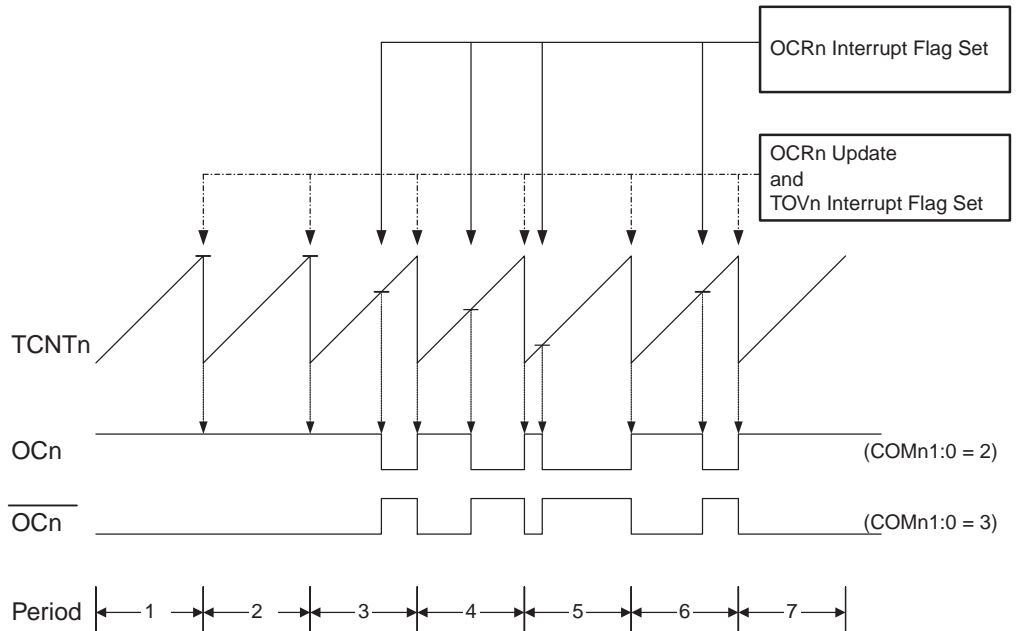 OCRn Interrupt Flag Set
OCRn Update
and
TOVn Interrupt Flag Set
TCNTn
OCn
(COMn1:0 = 2)
OCn
(COMn1:0 = 3)
Period
1
2
3
4
5
6
7